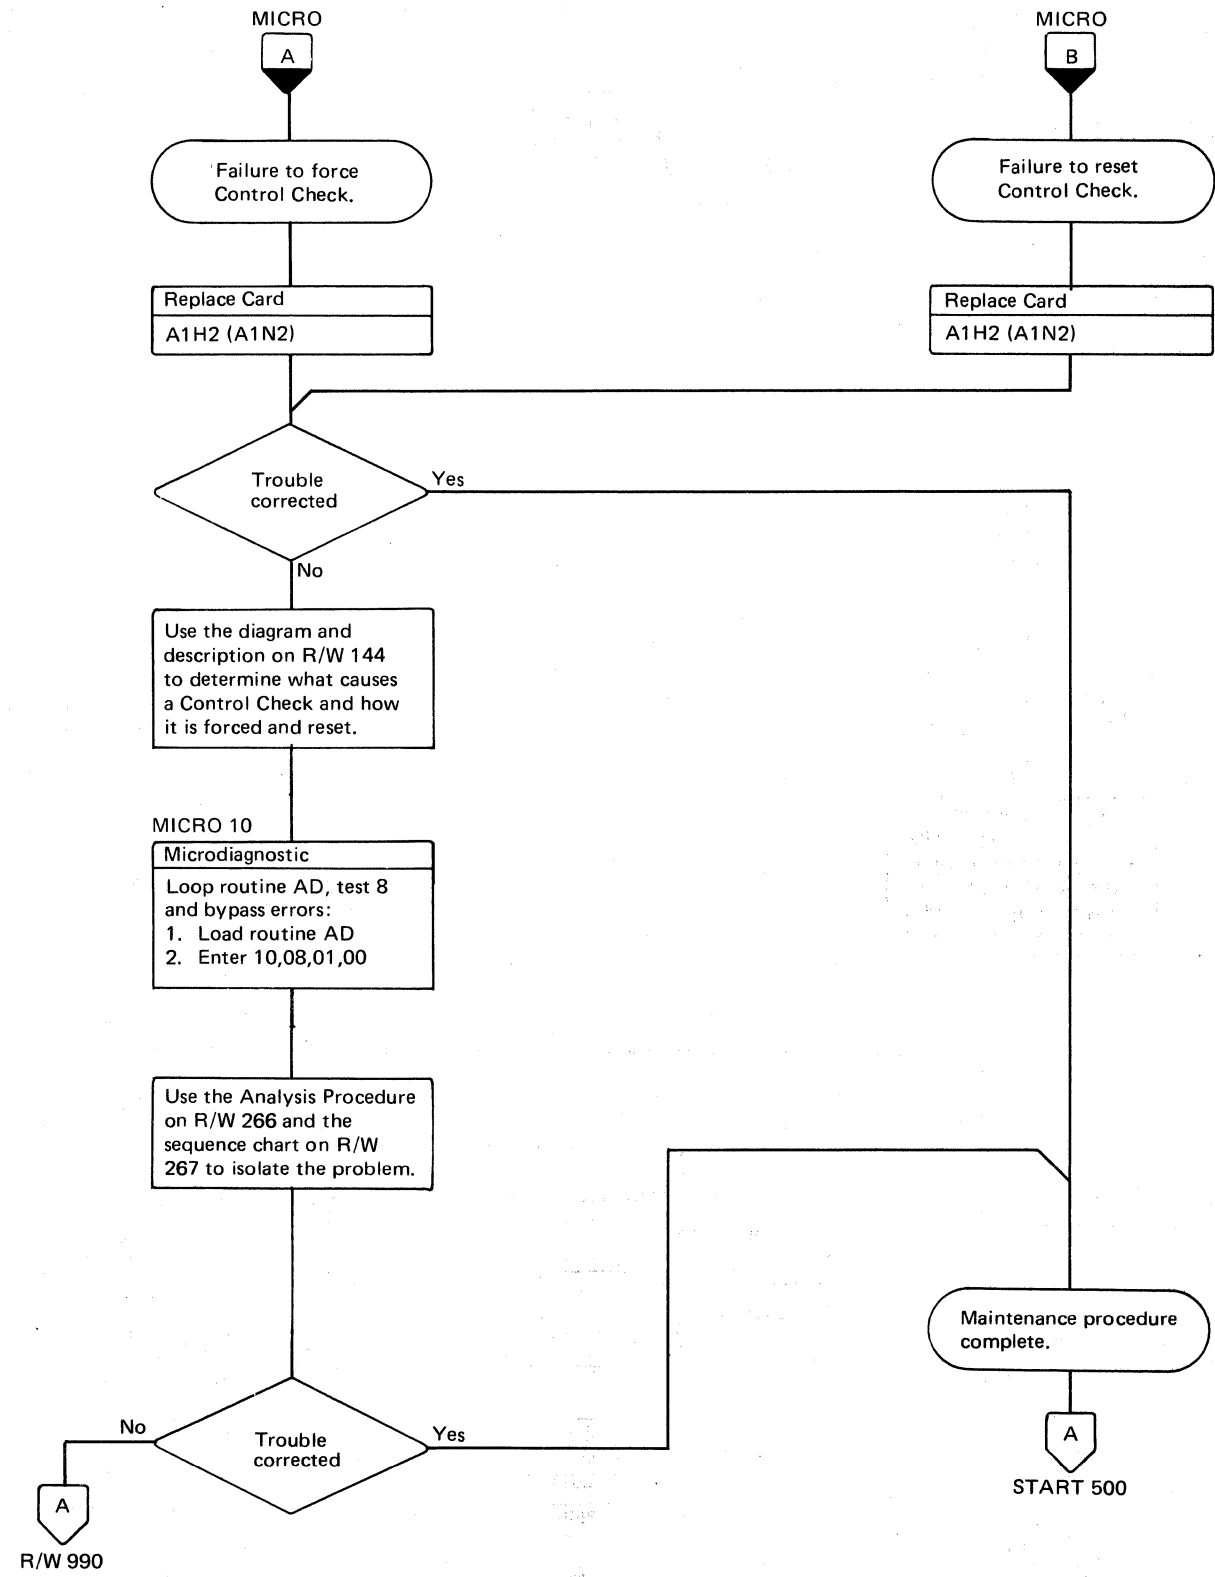 MICRO
A
Failure to force
Control Check.
Replace Card
A1H2 (A1N2)
MICRO
B
Failure to reset
Control Check.
Replace Card
A1H2 (A1N2)
Trouble
corrected
Yes
No
Use the diagram and
description on R/W 144
to determine what causes
a Control Check and how
it is forced and reset.
MICRO 10
Microdiagnostic
Loop routine AD, test 8
and bypass errors:
1. Load routine AD
2. Enter 10,08,01,00
Use the Analysis Procedure
on R/W 266 and the
sequence chart on R/W
267 to isolate the problem.
Trouble
corrected
No
Yes
A
R/W 990
Maintenance procedure
complete.
A
START 500